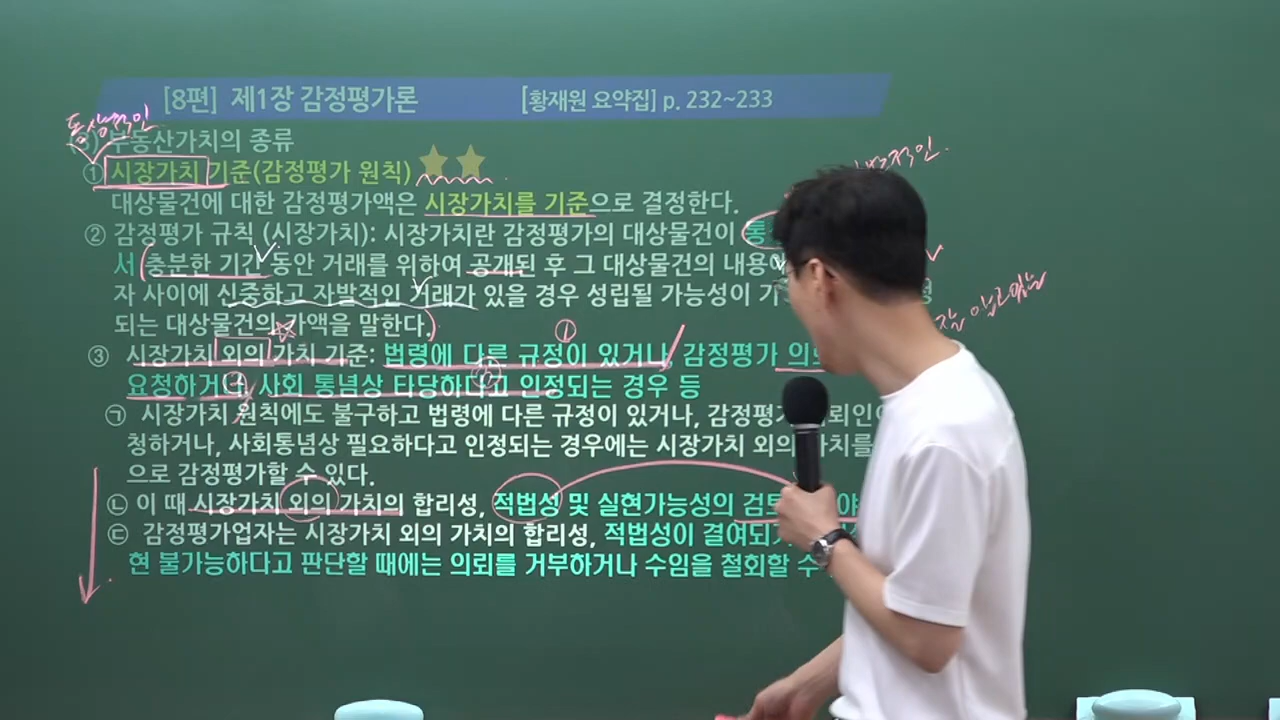 [8편] 제1장 감정평가론 [황재원 요약집] p. 232~233
통상적인
3) 부동산가치의 종류
① 시장가치 기준(감정평가 원칙)
대상물건에 대한 감정평가액은 시장가치를 기준으로 결정한다.
② 감정평가 규칙 (시장가치): 시장가치란 감정평가의 대상물건이 통
서 (충분한 기간 동안 거래를 위하여 공개된 후 그 대상물건의 내용에
자 사이에 신중하고 자발적인 거래가 있을 경우 성립될 가능성이 가
되는 대상물건의 가액을 말한다.)
③ 시장가치 외의 가치 기준: 법령에 다른 규정이 있거나, 감정평가 의뢰
요청하거나, 사회 통념상 타당하다고 인정되는 경우 등
㉠ 시장가치 원칙에도 불구하고 법령에 다른 규정이 있거나, 감정평가 의뢰인이
청하거나, 사회통념상 필요하다고 인정되는 경우에는 시장가치 외의 가치를
으로 감정평가할 수 있다.
㉡ 이 때 시장가치 외의 가치의 합리성, 적법성 및 실현가능성의 검토
㉢ 감정평가업자는 시장가치 외의 가치의 합리성, 적법성이 결여되거
현 불가능하다고 판단할 때에는 의뢰를 거부하거나 수임을 철회할 수